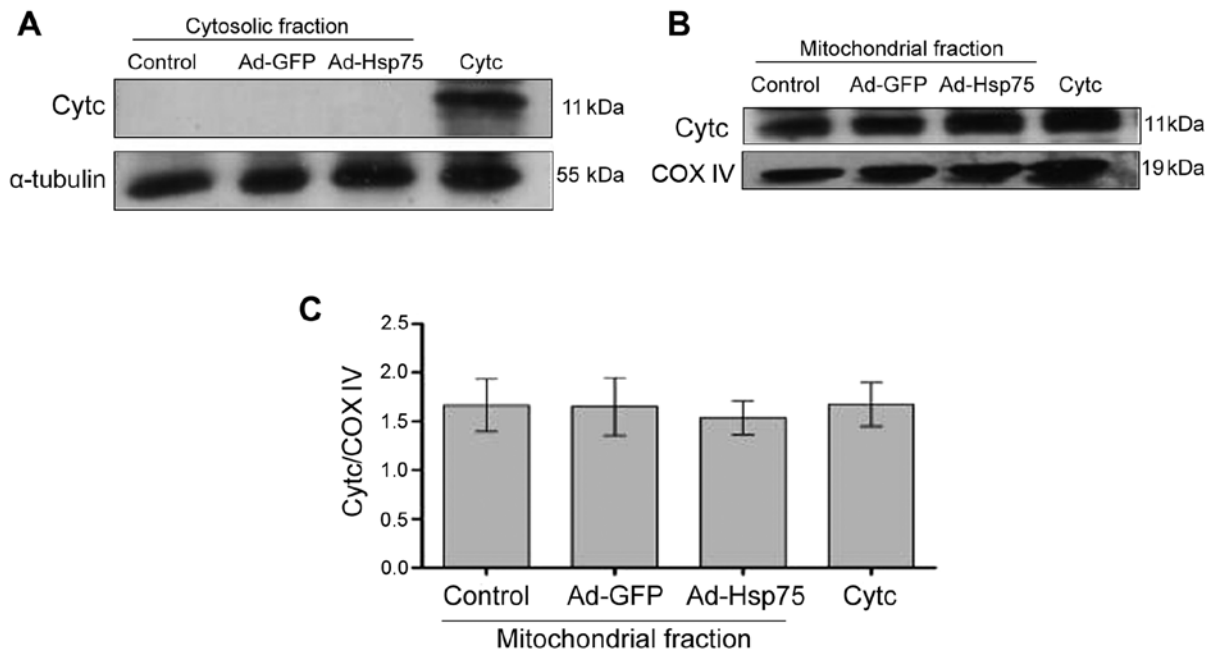 A
Cytosolic fraction
Control Ad-GFP Ad-Hsp75 Cytc
Cytc 11 kDa
α-tubulin 55 kDa
B
Mitochondrial fraction
Control Ad-GFP Ad-Hsp75 Cytc
Cytc 11kDa
COX IV 19kDa
C
Cytc/COX IV
2.5
2.0
1.5
1.0
0.5
0.0
Control Ad-GFP Ad-Hsp75 Cytc
Mitochondrial fraction